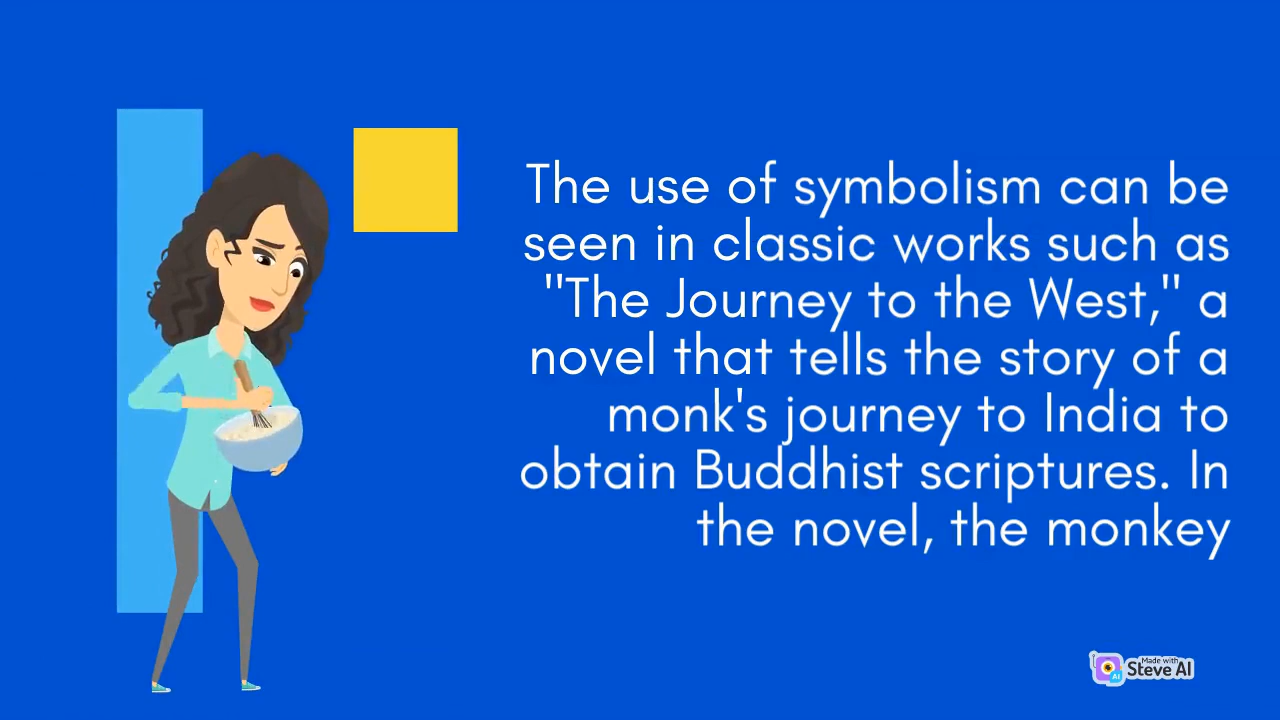 The use of symbolism can be
seen in classic works such as
"The Journey to the West," a
novel that tells the story of a
monk's journey to India to
obtain Buddhist scriptures. In
the novel, the monkey
Made with
Steve AI
AI